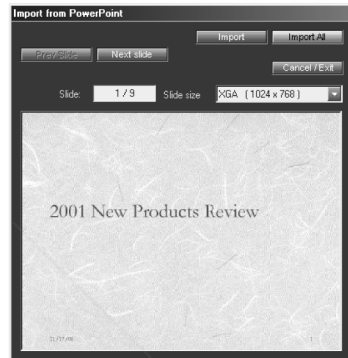 Import from PowerPoint
Import Import All
Prev Slide Next slide
Cancel / Exit
Slide: 1 / 9 Slide size XGA ( 1024 x 768 )
2001 New Products Review
1